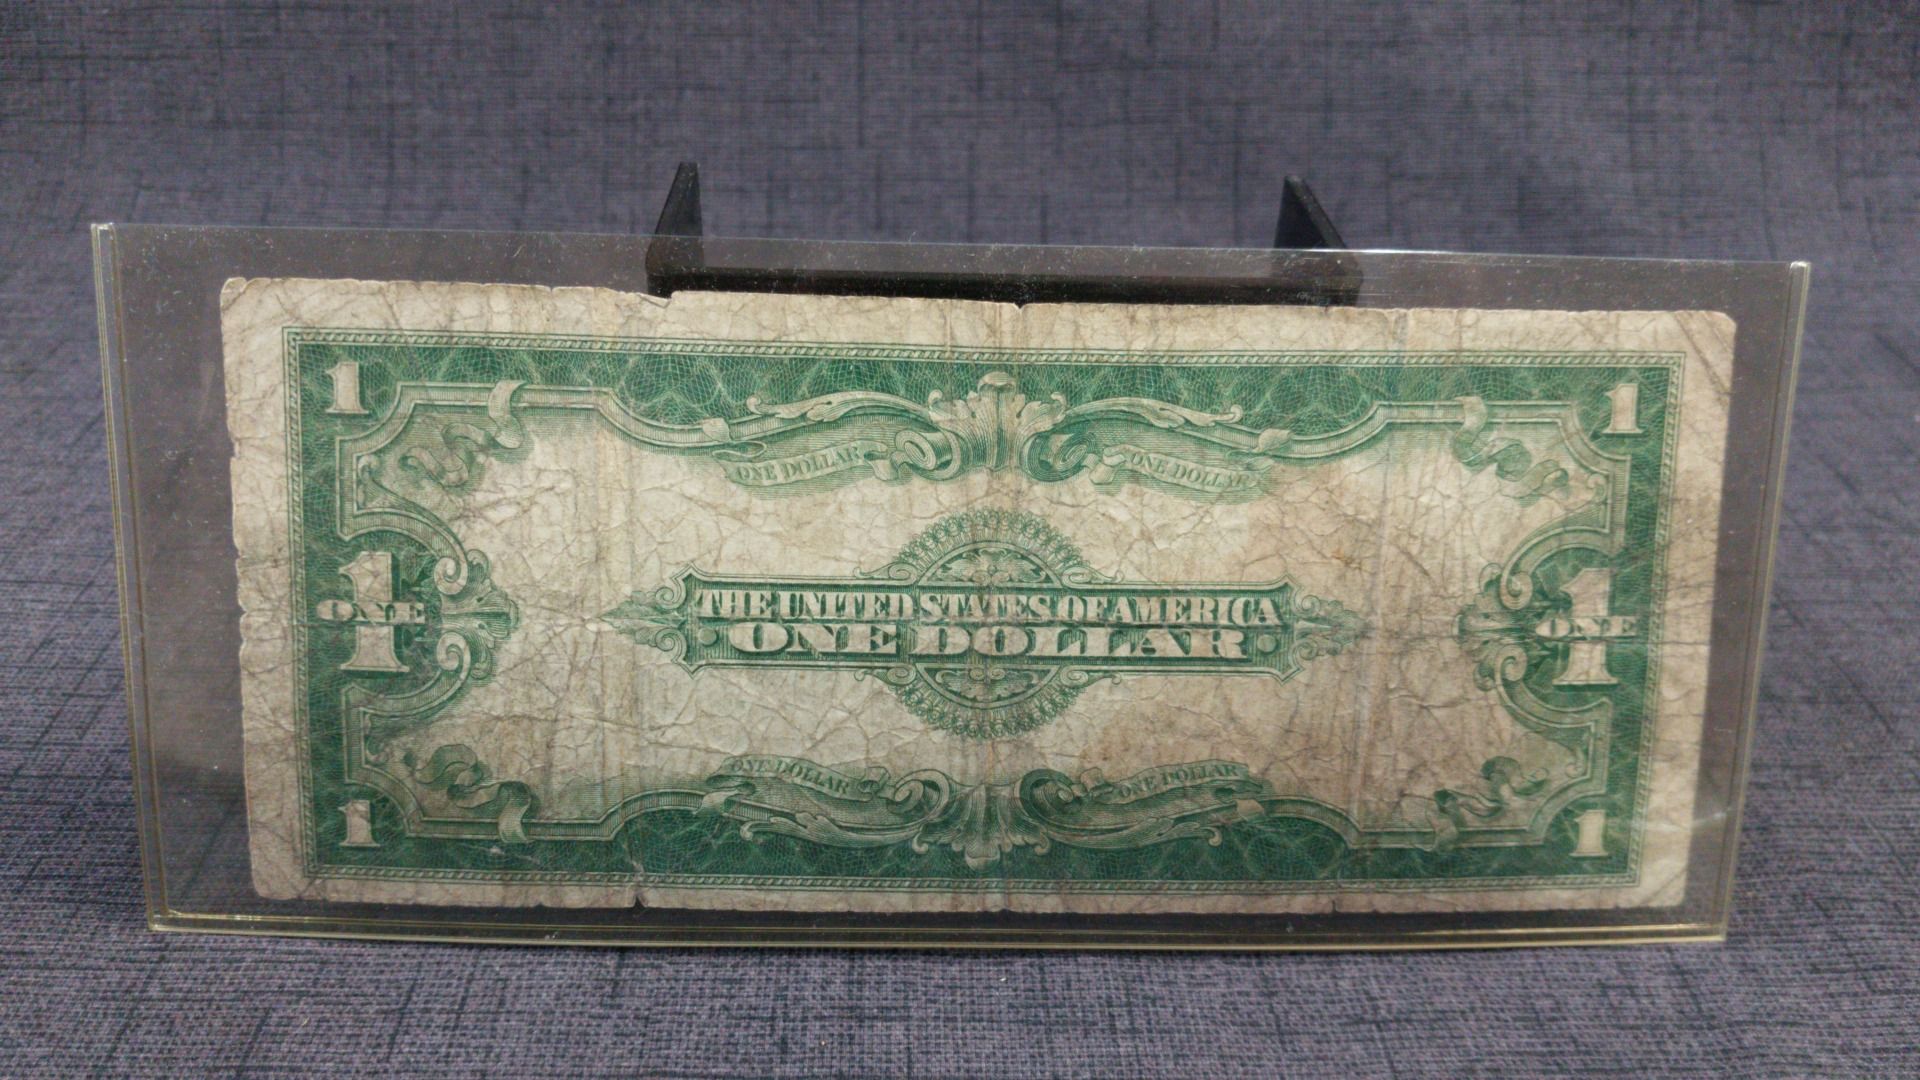 1
1
ONE DOLLAR
ONE DOLLAR
1
ONE
THE UNITED STATES OF AMERICA
ONE DOLLAR
1
ONE
ONE DOLLAR
ONE DOLLAR
1
1